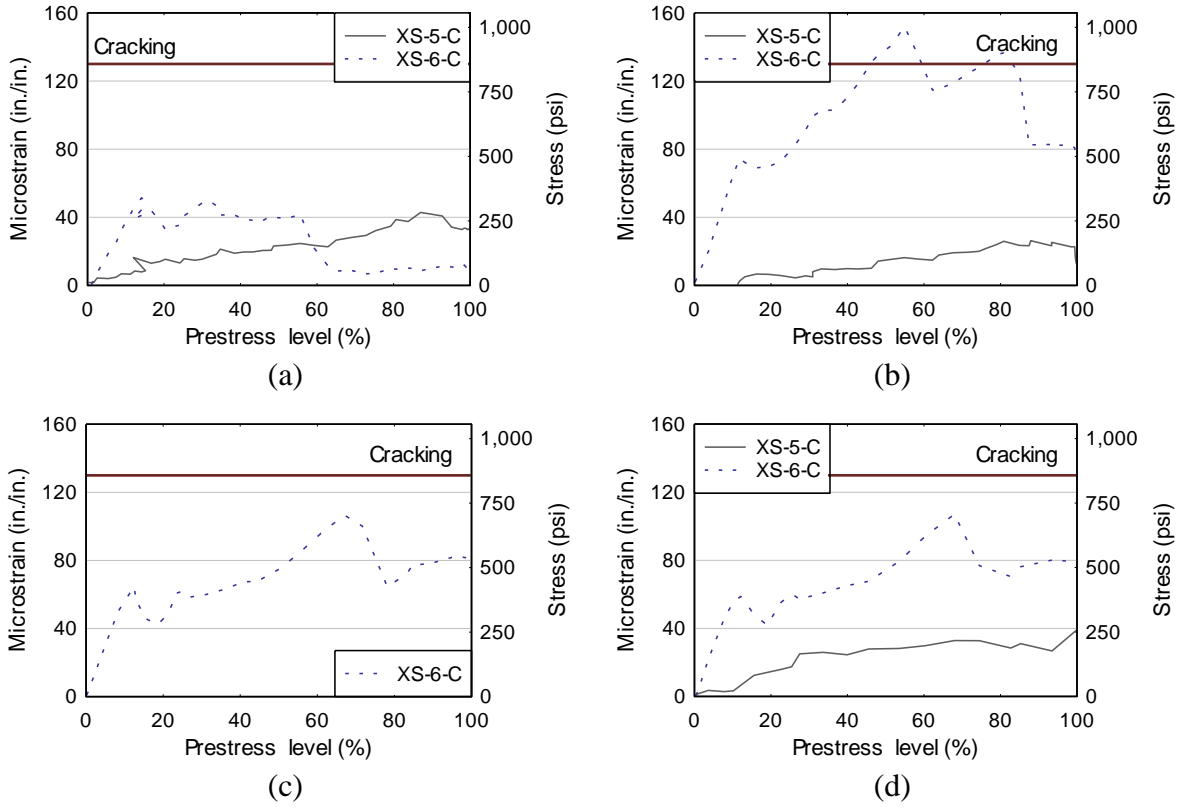 160
120
80
40
0
Microstrain (in./in.)
Cracking
XS-5-C
XS-6-C
1,000
750
500
250
0
Stress (psi)
0 20 40 60 80 100
Prestress level (%)
(a)
160
120
80
40
0
Microstrain (in./in.)
XS-5-C
XS-6-C
Cracking
1,000
750
500
250
0
Stress (psi)
0 20 40 60 80 100
Prestress level (%)
(b)
160
120
80
40
0
Microstrain (in./in.)
Cracking
XS-6-C
1,000
750
500
250
0
Stress (psi)
0 20 40 60 80 100
Prestress level (%)
(c)
160
120
80
40
0
Microstrain (in./in.)
XS-5-C
XS-6-C
Cracking
1,000
750
500
250
0
Stress (psi)
0 20 40 60 80 100
Prestress level (%)
(d)